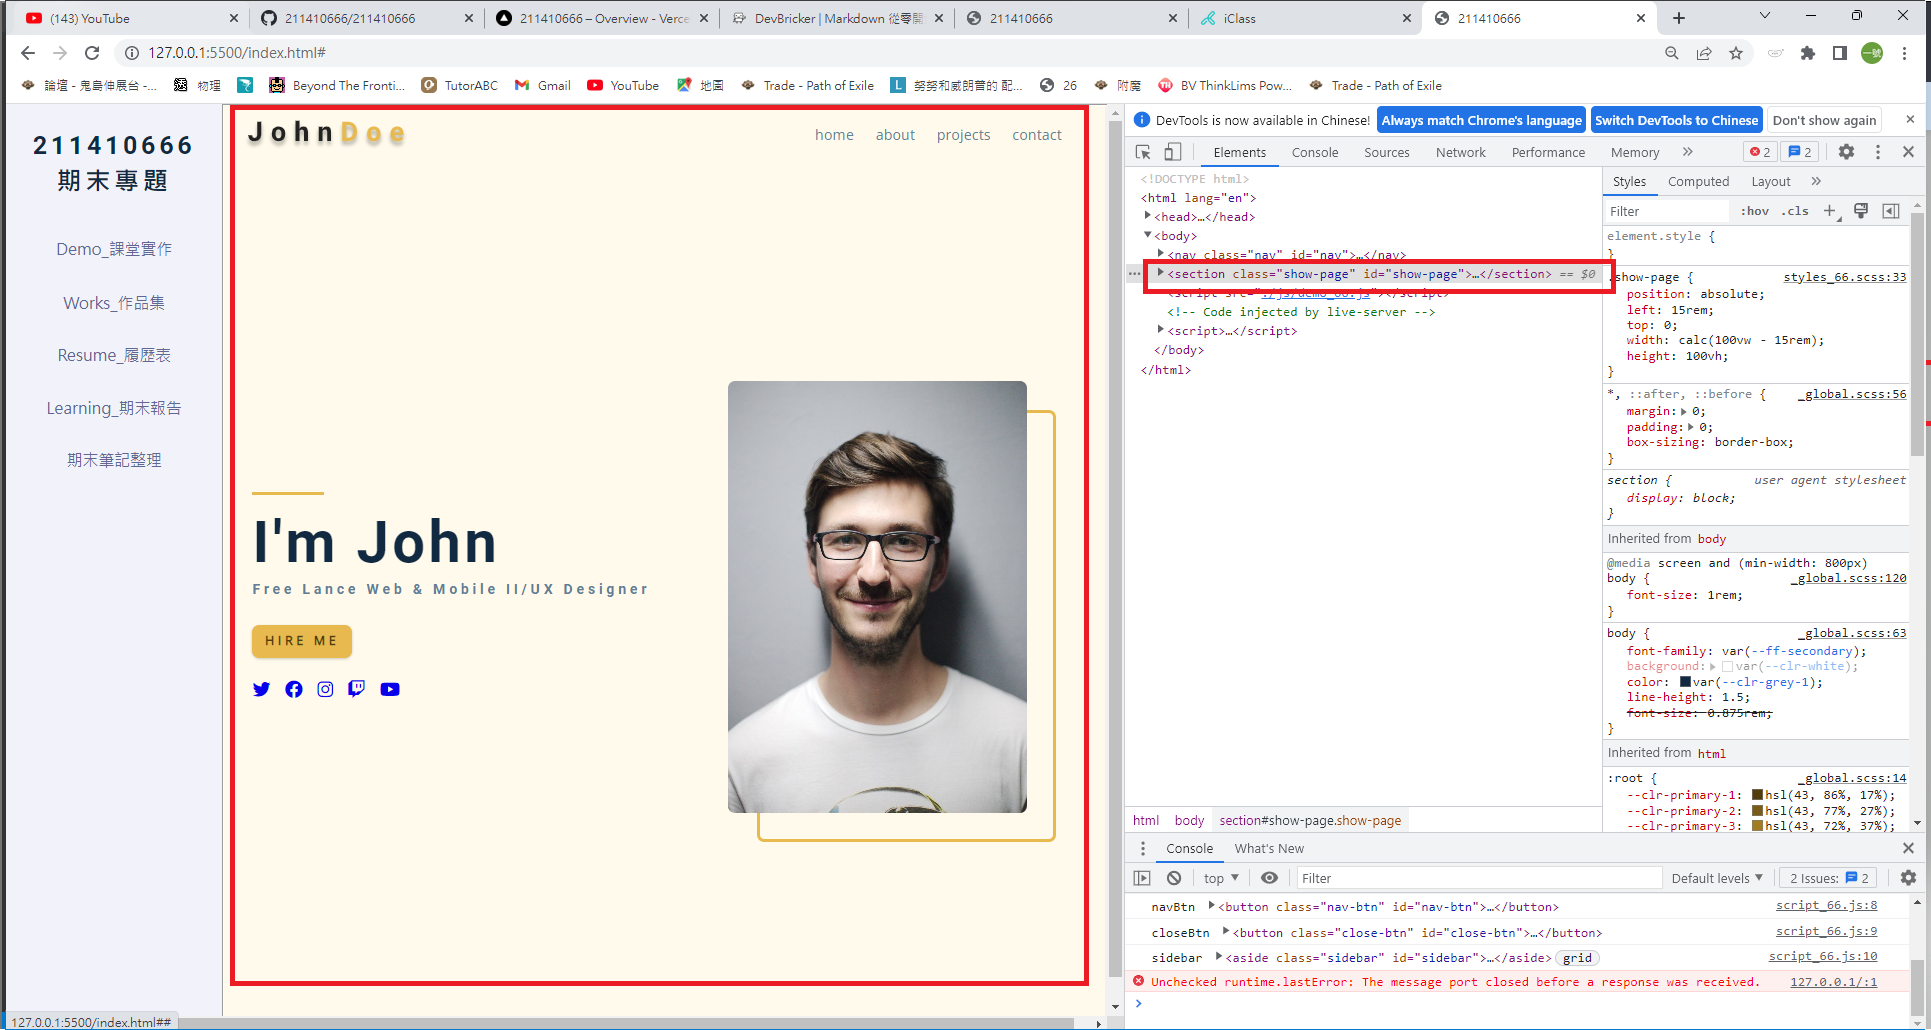 (143) YouTube
211410666/211410666
211410666 – Overview - Verce
DevBricker | Markdown 從零開
211410666
iClass
211410666
127.0.0.1:5500/index.html#
論壇 - 鬼島伸展台 -...
物理
Beyond The Fronti...
TutorABC
Gmail
YouTube
地圖
Trade - Path of Exile
努努和威朗普的 配...
26
附魔
BV ThinkLims Pow...
Trade - Path of Exile
211410666
期末專題
Demo_課堂實作
Works_作品集
Resume_履歷表
Learning_期末報告
期末筆記整理
127.0.0.1:5500/index.html##
JohnDoe
home about projects contact
I'm John
Free Lance Web & Mobile II/UX Designer
HIRE ME
DevTools is now available in Chinese! Always match Chrome's language Switch DevTools to Chinese Don't show again
Elements Console Sources Network Performance Memory » 2 2
<!DOCTYPE html>
<html lang="en">
<head>…</head>
<body>
<nav class="nav" id="nav">…</nav>
<section class="show-page" id="show-page">…</section> == $0
<script src="./js/demo_66.js"></script>
<!-- Code injected by live-server -->
<script>…</script>
</body>
</html>
html body section#show-page.show-page
Styles Computed Layout »
Filter :hov .cls
element.style {
}
.show-page { styles_66.scss:33
position: absolute;
left: 15rem;
top: 0;
width: calc(100vw - 15rem);
height: 100vh;
}
*, ::after, ::before { _global.scss:56
margin: 0;
padding: 0;
box-sizing: border-box;
}
section { user agent stylesheet
display: block;
}
Inherited from body
@media screen and (min-width: 800px)
body { _global.scss:120
font-size: 1rem;
}
body { _global.scss:63
font-family: var(--ff-secondary);
background: var(--clr-white);
color: var(--clr-grey-1);
line-height: 1.5;
font-size: 0.875rem;
}
Inherited from html
:root { _global.scss:14
--clr-primary-1: hsl(43, 86%, 17%);
--clr-primary-2: hsl(43, 77%, 27%);
--clr-primary-3: hsl(43, 72%, 37%);
Console What's New
top Filter Default levels 2 Issues: 2
navBtn <button class="nav-btn" id="nav-btn">…</button> script_66.js:8
closeBtn <button class="close-btn" id="close-btn">…</button> script_66.js:9
sidebar <aside class="sidebar" id="sidebar">…</aside> grid script_66.js:10
Unchecked runtime.lastError: The message port closed before a response was received. 127.0.0.1/:1